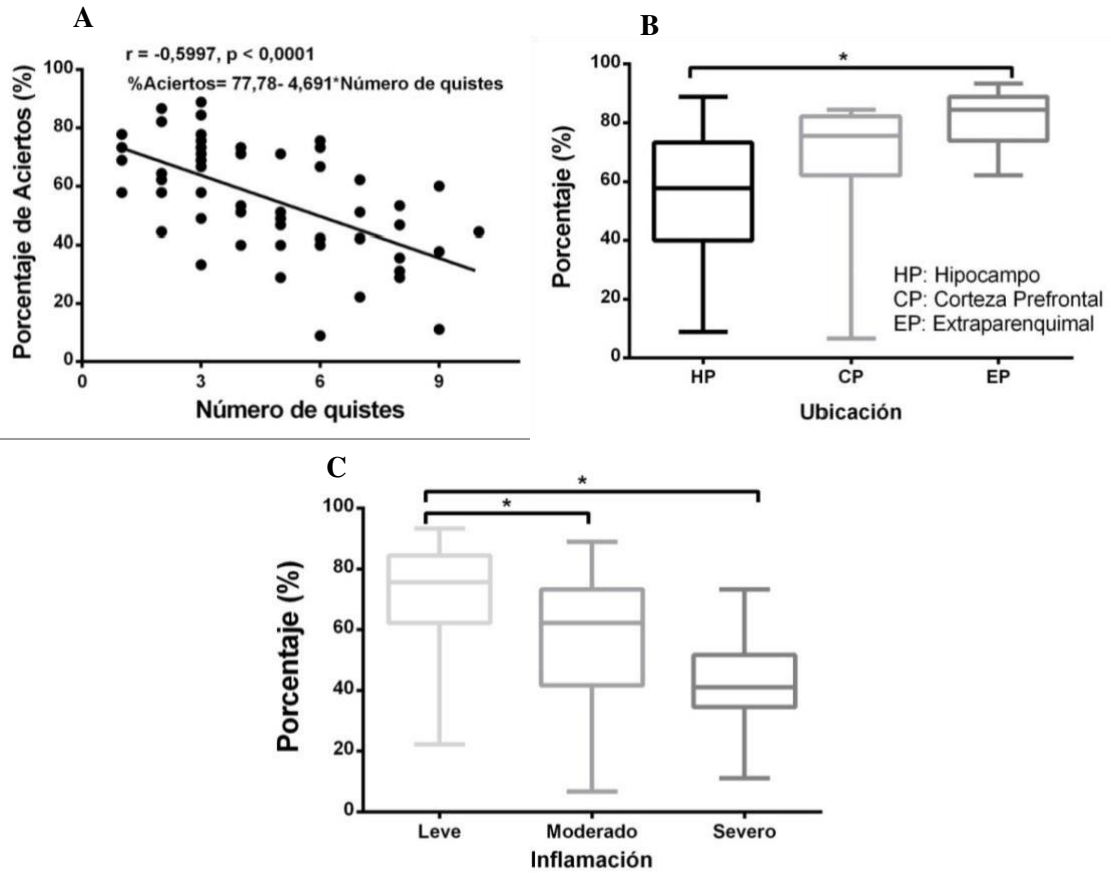 A
r = -0,5997, p < 0,0001
%Aciertos= 77,78- 4,691*Número de quistes
Porcentaje de Aciertos (%)
100
80
60
40
20
0
0 3 6 9
Número de quistes
B
*
Porcentaje (%)
100
80
60
40
20
0
HP: Hipocampo
CP: Corteza Prefrontal
EP: Extraparenquimal
HP CP EP
Ubicación
C
*
*
Porcentaje (%)
100
80
60
40
20
0
Leve Moderado Severo
Inflamación